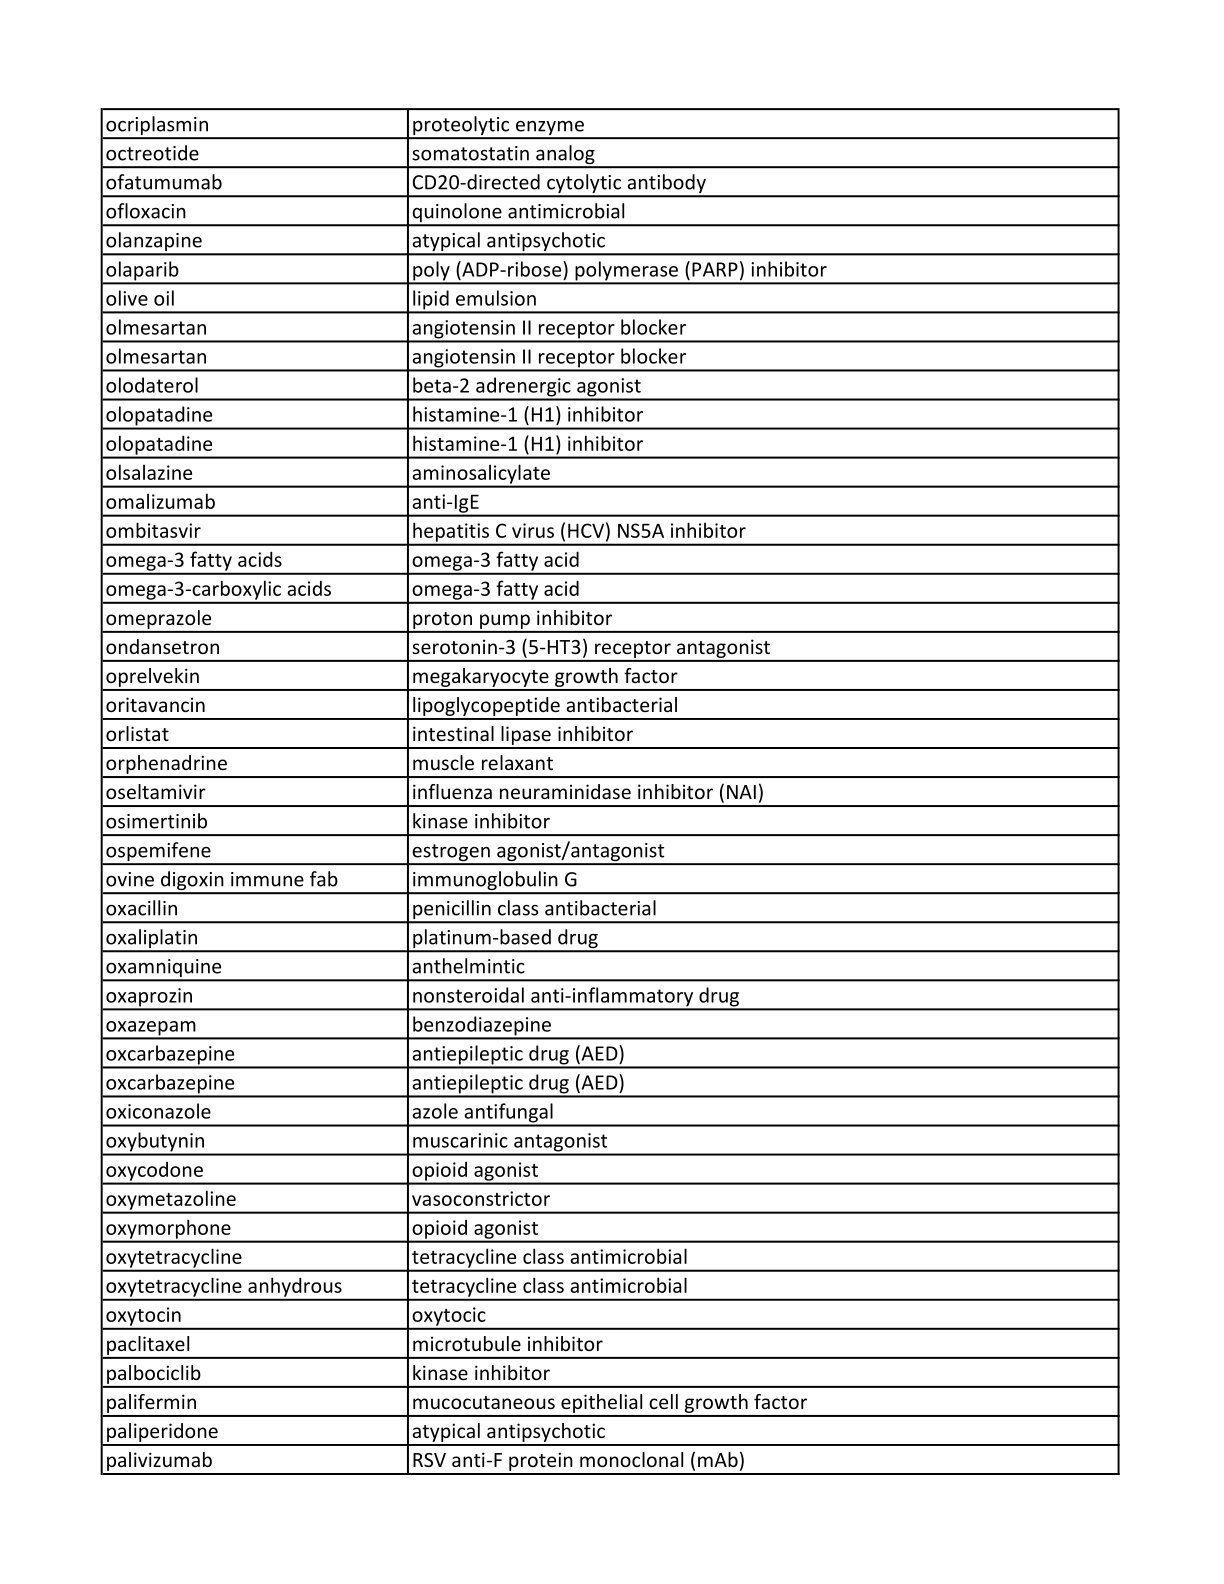 ocriplasmin proteolytic enzyme
octreotide somatostatin analog
ofatumumab CD20-directed cytolytic antibody
ofloxacin quinolone antimicrobial
olanzapine atypical antipsychotic
olaparib poly (ADP-ribose) polymerase (PARP) inhibitor
olive oil lipid emulsion
olmesartan angiotensin II receptor blocker
olmesartan angiotensin II receptor blocker
olodaterol beta-2 adrenergic agonist
olopatadine histamine-1 (H1) inhibitor
olopatadine histamine-1 (H1) inhibitor
olsalazine aminosalicylate
omalizumab anti-IgE
ombitasvir hepatitis C virus (HCV) NS5A inhibitor
omega-3 fatty acids omega-3 fatty acid
omega-3-carboxylic acids omega-3 fatty acid
omeprazole proton pump inhibitor
ondansetron serotonin-3 (5-HT3) receptor antagonist
oprelvekin megakaryocyte growth factor
oritavancin lipoglycopeptide antibacterial
orlistat intestinal lipase inhibitor
orphenadrine muscle relaxant
oseltamivir influenza neuraminidase inhibitor (NAI)
osimertinib kinase inhibitor
ospemifene estrogen agonist/antagonist
ovine digoxin immune fab immunoglobulin G
oxacillin penicillin class antibacterial
oxaliplatin platinum-based drug
oxamniquine anthelmintic
oxaprozin nonsteroidal anti-inflammatory drug
oxazepam benzodiazepine
oxcarbazepine antiepileptic drug (AED)
oxcarbazepine antiepileptic drug (AED)
oxiconazole azole antifungal
oxybutynin muscarinic antagonist
oxycodone opioid agonist
oxymetazoline vasoconstrictor
oxymorphone opioid agonist
oxytetracycline tetracycline class antimicrobial
oxytetracycline anhydrous tetracycline class antimicrobial
oxytocin oxytocic
paclitaxel microtubule inhibitor
palbociclib kinase inhibitor
palifermin mucocutaneous epithelial cell growth factor
paliperidone atypical antipsychotic
palivizumab RSV anti-F protein monoclonal (mAb)